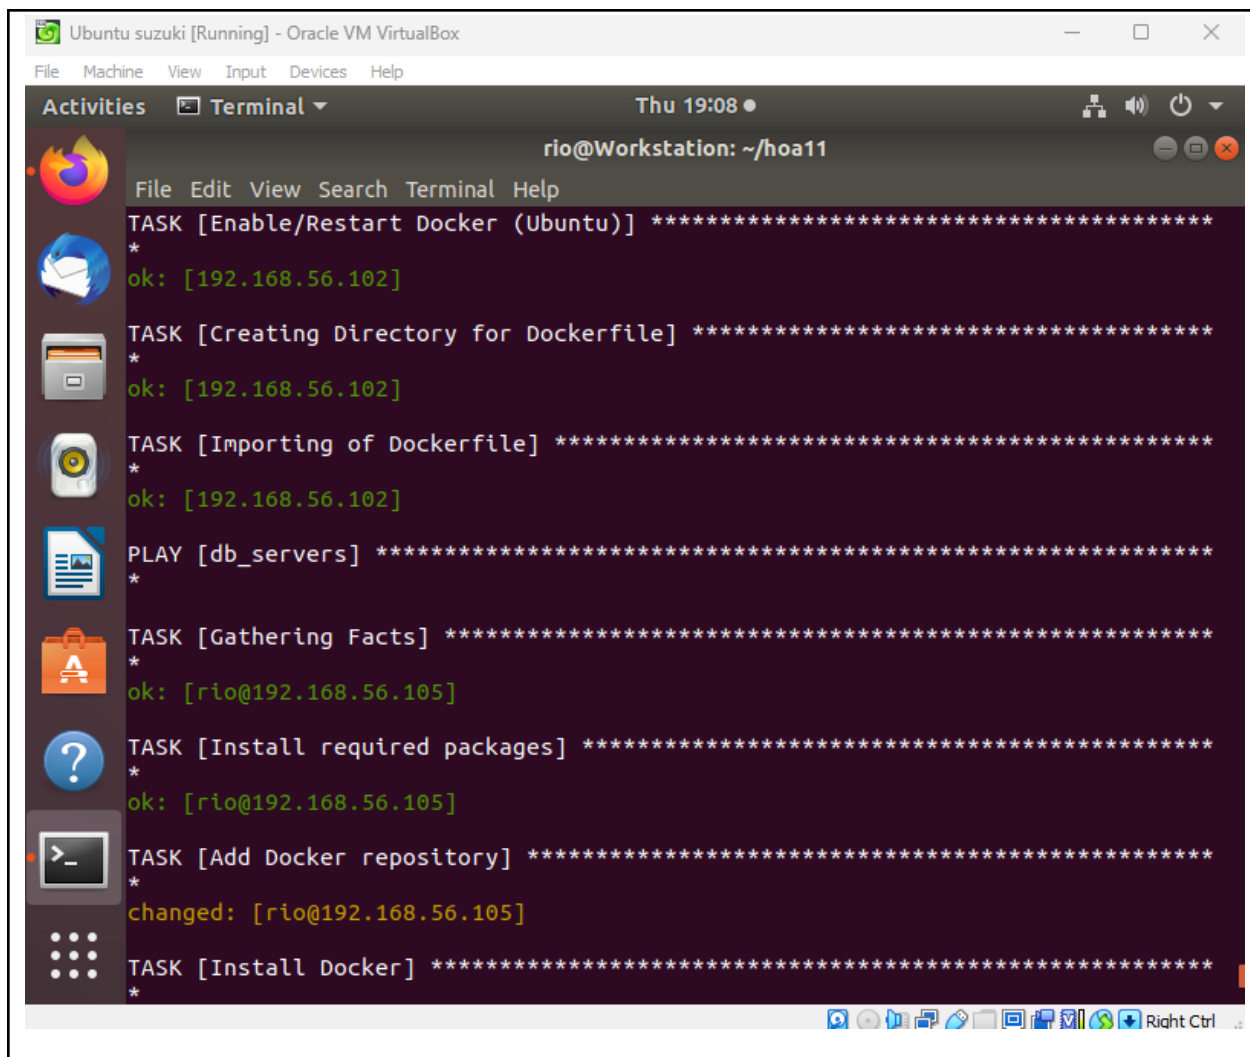 Ubuntu suzuki [Running] - Oracle VM VirtualBox
File Machine View Input Devices Help
Activities Terminal Thu 19:08
rio@Workstation: ~/hoa11
File Edit View Search Terminal Help
TASK [Enable/Restart Docker (Ubuntu)] *****************************************
*
ok: [192.168.56.102]
TASK [Creating Directory for Dockerfile] **************************************
*
ok: [192.168.56.102]
TASK [Importing of Dockerfile] ************************************************
*
ok: [192.168.56.102]
PLAY [db_servers] *************************************************************
*
TASK [Gathering Facts] ********************************************************
*
ok: [rio@192.168.56.105]
TASK [Install required packages] **********************************************
*
ok: [rio@192.168.56.105]
TASK [Add Docker repository] **************************************************
*
changed: [rio@192.168.56.105]
TASK [Install Docker] *********************************************************
*
Right Ctrl